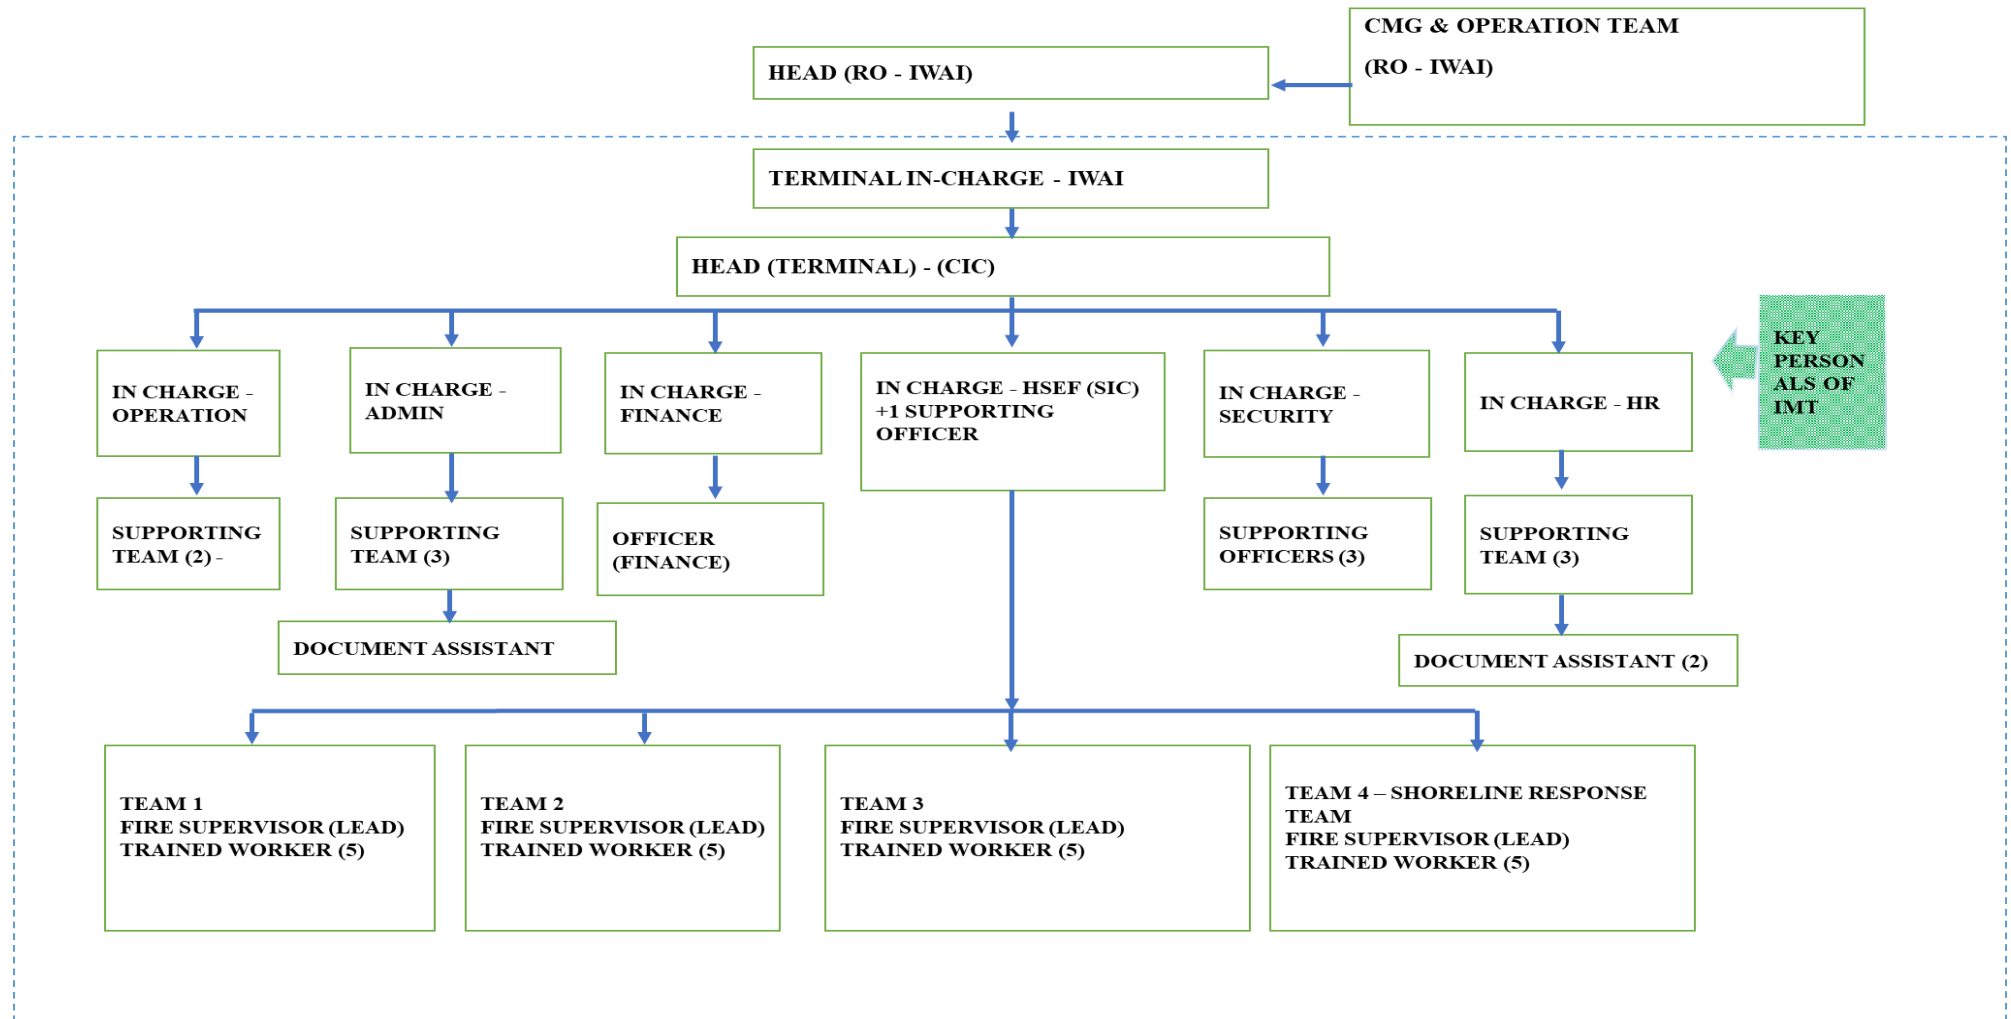 CMG & OPERATION TEAM
(RO - IWAI)
HEAD (RO - IWAI)
TERMINAL IN-CHARGE - IWAI
HEAD (TERMINAL) - (CIC)
IN CHARGE -
OPERATION
IN CHARGE -
ADMIN
IN CHARGE -
FINANCE
IN CHARGE - HSEF (SIC)
+1 SUPPORTING
OFFICER
IN CHARGE -
SECURITY
IN CHARGE - HR
KEY
PERSON
ALS OF
IMT
SUPPORTING
TEAM (2) -
SUPPORTING
TEAM (3)
OFFICER
(FINANCE)
SUPPORTING
OFFICERS (3)
SUPPORTING
TEAM (3)
DOCUMENT ASSISTANT
DOCUMENT ASSISTANT (2)
TEAM 1
FIRE SUPERVISOR (LEAD)
TRAINED WORKER (5)
TEAM 2
FIRE SUPERVISOR (LEAD)
TRAINED WORKER (5)
TEAM 3
FIRE SUPERVISOR (LEAD)
TRAINED WORKER (5)
TEAM 4 – SHORELINE RESPONSE
TEAM
FIRE SUPERVISOR (LEAD)
TRAINED WORKER (5)